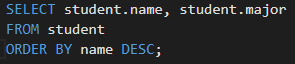 SELECT student.name, student.major
FROM student
ORDER BY name DESC;